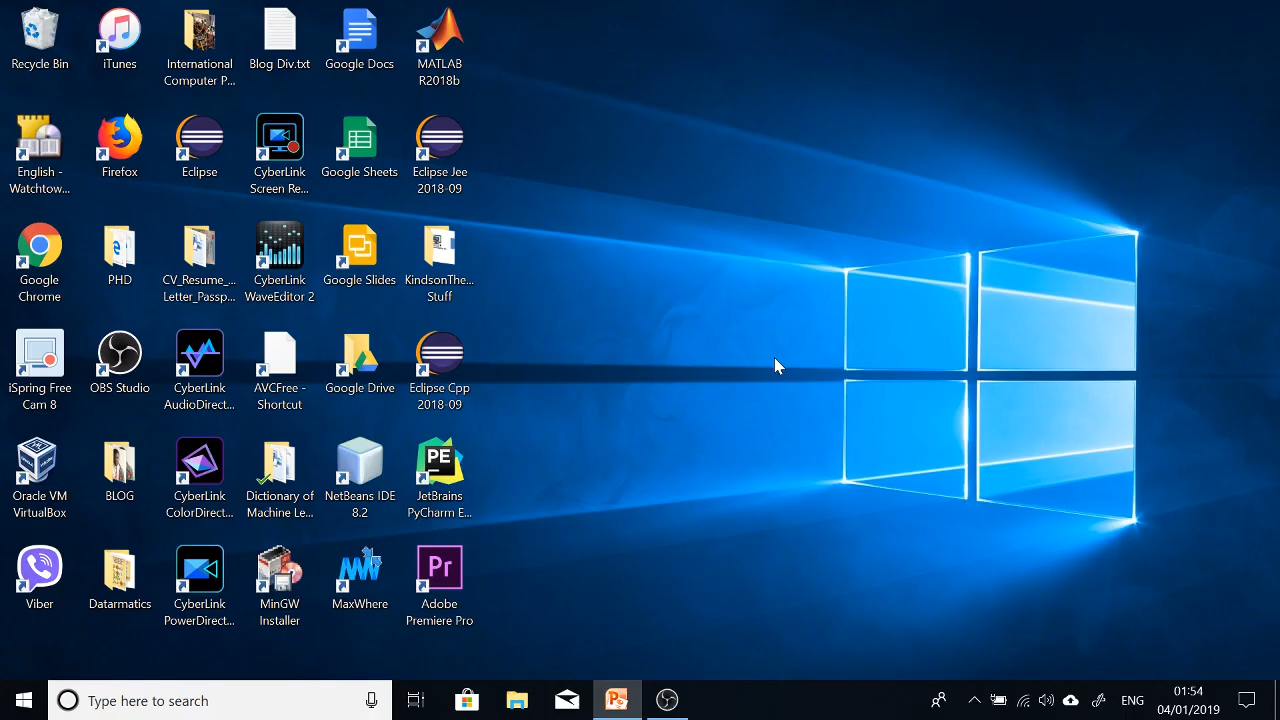 Recycle Bin
iTunes
International
Computer P...
Blog Div.txt
Google Docs
MATLAB
R2018b
English -
Watchtow...
Firefox
Eclipse
CyberLink
Screen Re...
Google Sheets
Eclipse Jee
2018-09
Google
Chrome
PHD
CV_Resume_...
Letter_Passp...
CyberLink
WaveEditor 2
Google Slides
KindsonThe...
Stuff
iSpring Free
Cam 8
OBS Studio
CyberLink
AudioDirect...
AVCFree -
Shortcut
Google Drive
Eclipse Cpp
2018-09
Oracle VM
VirtualBox
BLOG
CyberLink
ColorDirect...
Dictionary of
Machine Le...
NetBeans IDE
8.2
PE
JetBrains
PyCharm E...
Viber
Datarmatics
CyberLink
PowerDirect...
MinGW
Installer
MW
MaxWhere
Pr
Adobe
Premiere Pro
Type here to search
ENG
01:54
04/01/2019